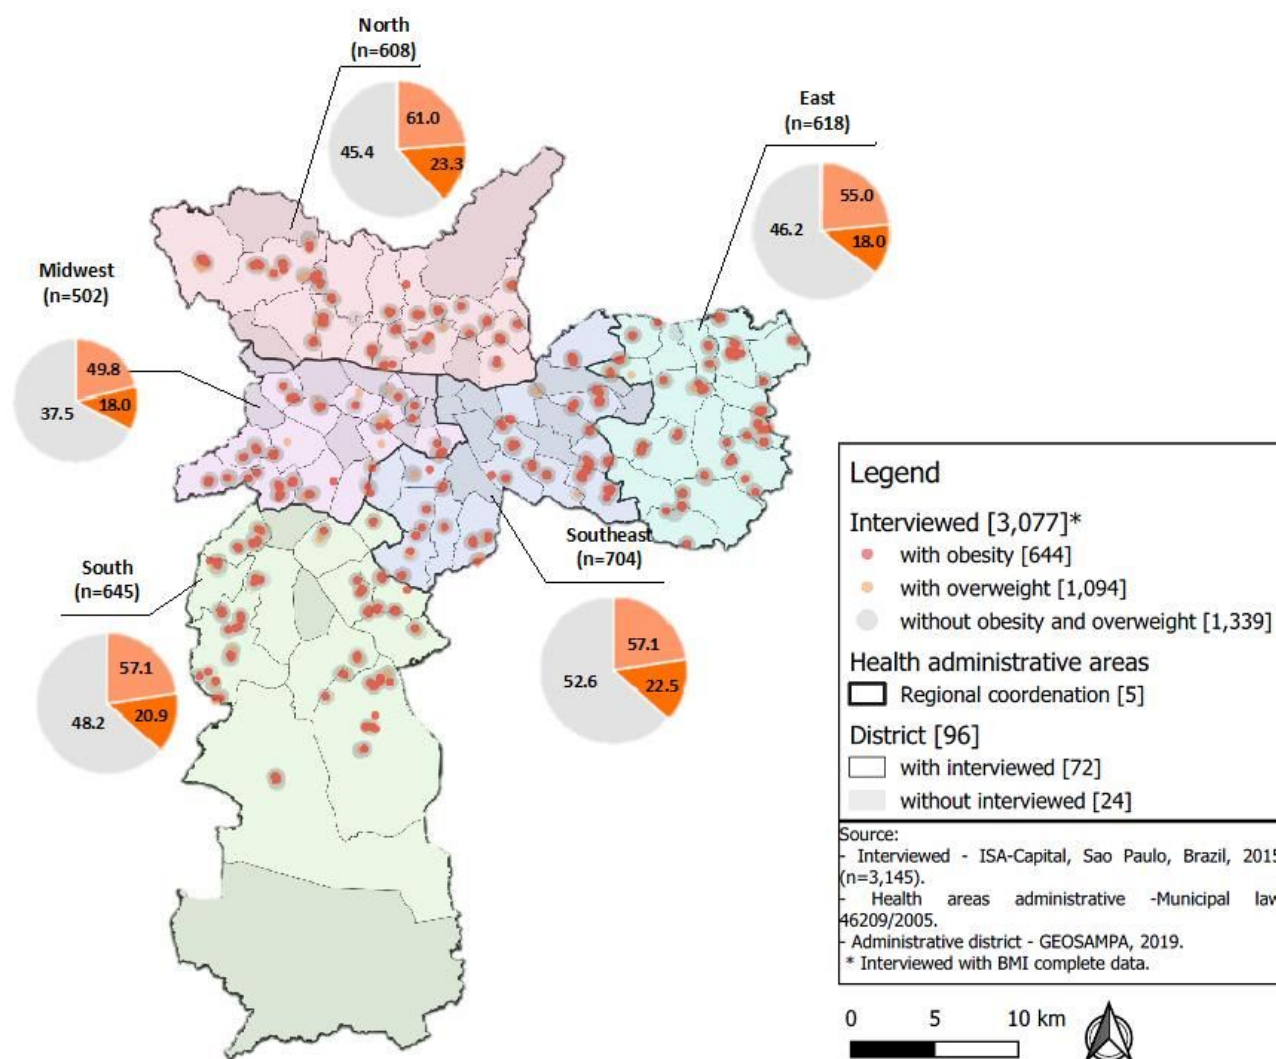 North
(n=608)
61.0
45.4
23.3
East
(n=618)
55.0
46.2
18.0
Midwest
(n=502)
49.8
37.5
18.0
Southeast
(n=704)
57.1
52.6
22.5
South
(n=645)
57.1
48.2
20.9
Legend
Interviewed [3,077]*
with obesity [644]
with overweight [1,094]
without obesity and overweight [1,339]
Health administrative areas
Regional coordenation [5]
District [96]
with interviewed [72]
without interviewed [24]
Source:
- Interviewed - ISA-Capital, Sao Paulo, Brazil, 2015
(n=3,145).
- Health areas administrative -Municipal law
46209/2005.
- Administrative district - GEOSAMPA, 2019.
* Interviewed with BMI complete data.
0 5 10 km